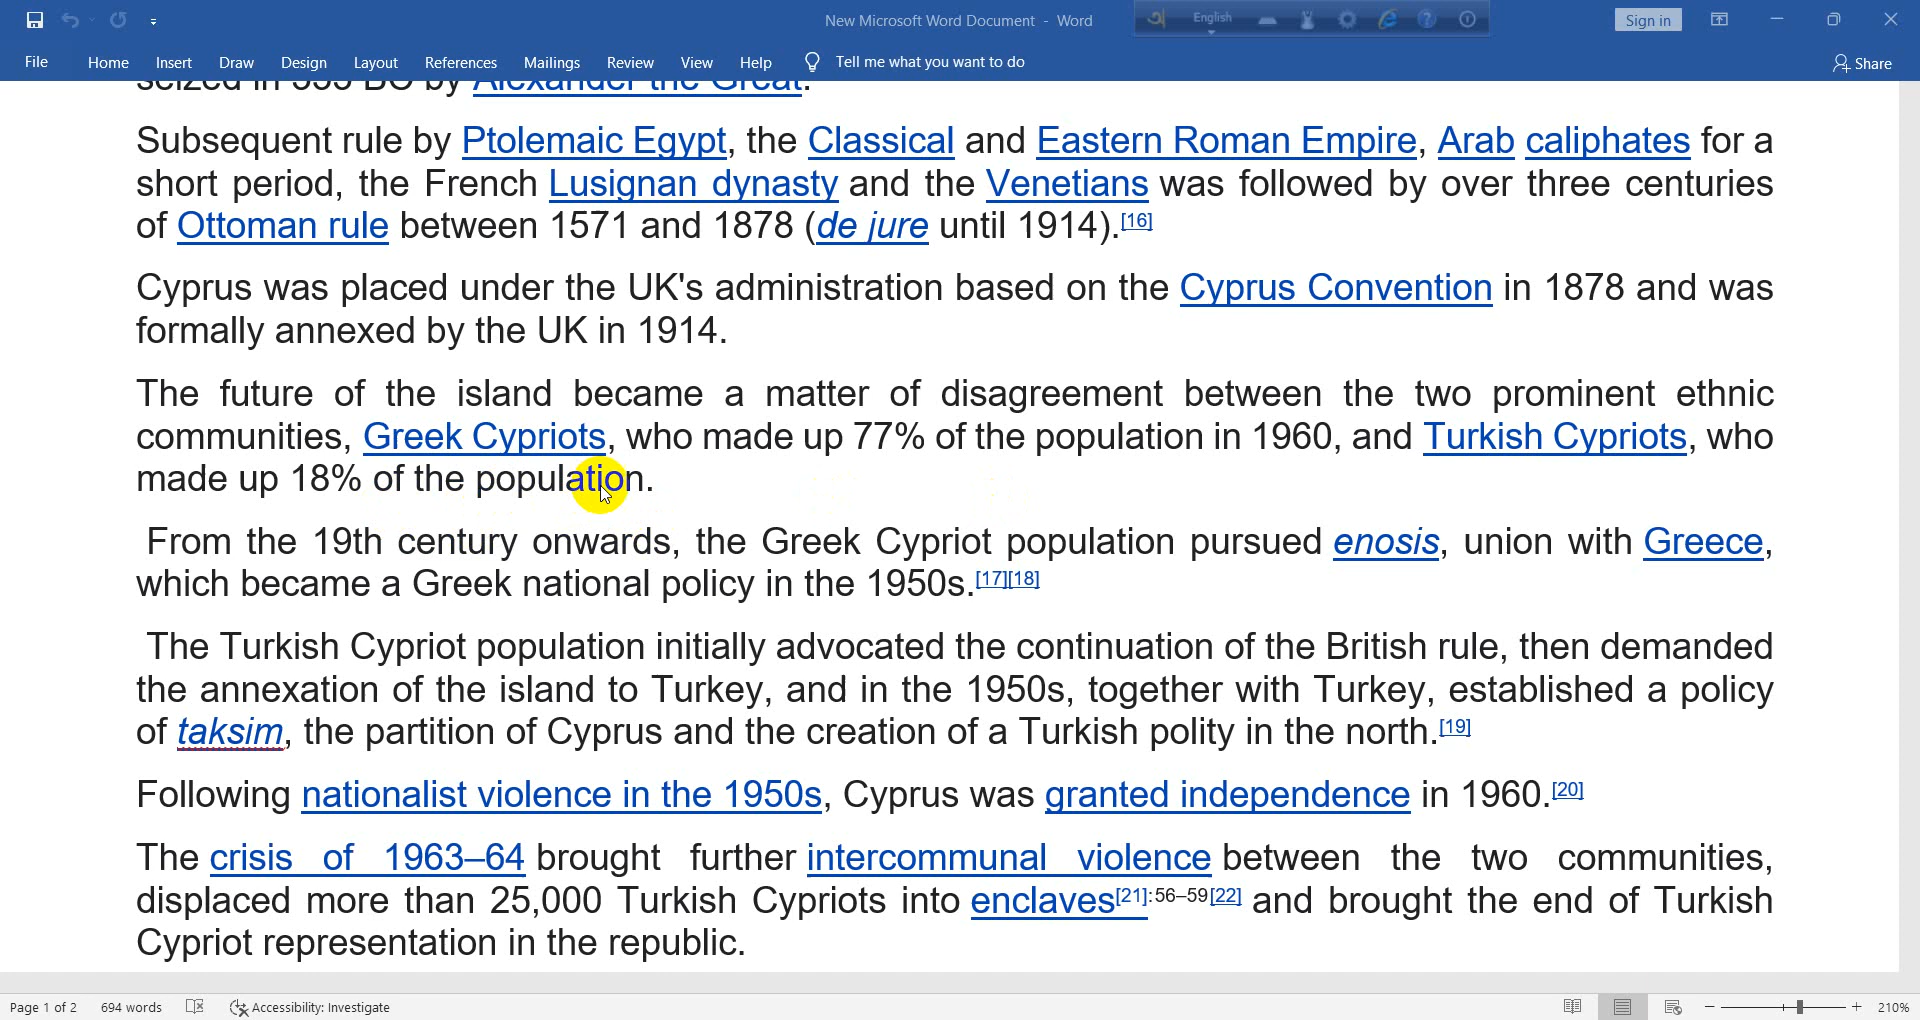 New Microsoft Word Document - Word
English
Sign in
File Home Insert Draw Design Layout References Mailings Review View Help Tell me what you want to do
Share
seized in 333 BC by Alexander the Great.
Subsequent rule by Ptolemaic Egypt, the Classical and Eastern Roman Empire, Arab caliphates for a
short period, the French Lusignan dynasty and the Venetians was followed by over three centuries
of Ottoman rule between 1571 and 1878 (de jure until 1914).[16]
Cyprus was placed under the UK's administration based on the Cyprus Convention in 1878 and was
formally annexed by the UK in 1914.
The future of the island became a matter of disagreement between the two prominent ethnic
communities, Greek Cypriots, who made up 77% of the population in 1960, and Turkish Cypriots, who
made up 18% of the population.
From the 19th century onwards, the Greek Cypriot population pursued enosis, union with Greece,
which became a Greek national policy in the 1950s.[17][18]
The Turkish Cypriot population initially advocated the continuation of the British rule, then demanded
the annexation of the island to Turkey, and in the 1950s, together with Turkey, established a policy
of taksim, the partition of Cyprus and the creation of a Turkish polity in the north.[19]
Following nationalist violence in the 1950s, Cyprus was granted independence in 1960.[20]
The crisis of 1963–64 brought further intercommunal violence between the two communities,
displaced more than 25,000 Turkish Cypriots into enclaves[21]:56–59[22] and brought the end of Turkish
Cypriot representation in the republic.
Page 1 of 2 694 words Accessibility: Investigate 210%